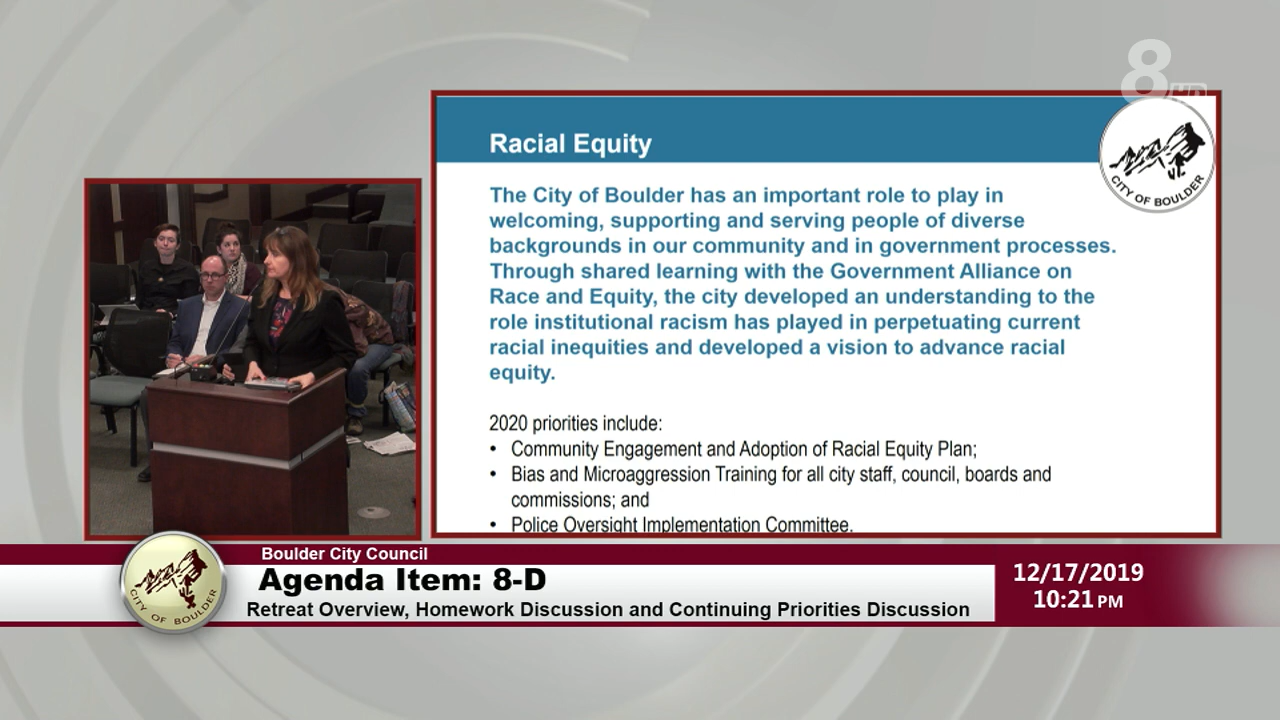 8
HD
Racial Equity
CITY OF BOULDER
The City of Boulder has an important role to play in
welcoming, supporting and serving people of diverse
backgrounds in our community and in government processes.
Through shared learning with the Government Alliance on
Race and Equity, the city developed an understanding to the
role institutional racism has played in perpetuating current
racial inequities and developed a vision to advance racial
equity.
2020 priorities include:
• Community Engagement and Adoption of Racial Equity Plan;
• Bias and Microaggression Training for all city staff, council, boards and
commissions; and
• Police Oversight Implementation Committee.
Boulder City Council
Agenda Item: 8-D
Retreat Overview, Homework Discussion and Continuing Priorities Discussion
CITY OF BOULDER
12/17/2019
10:21 PM